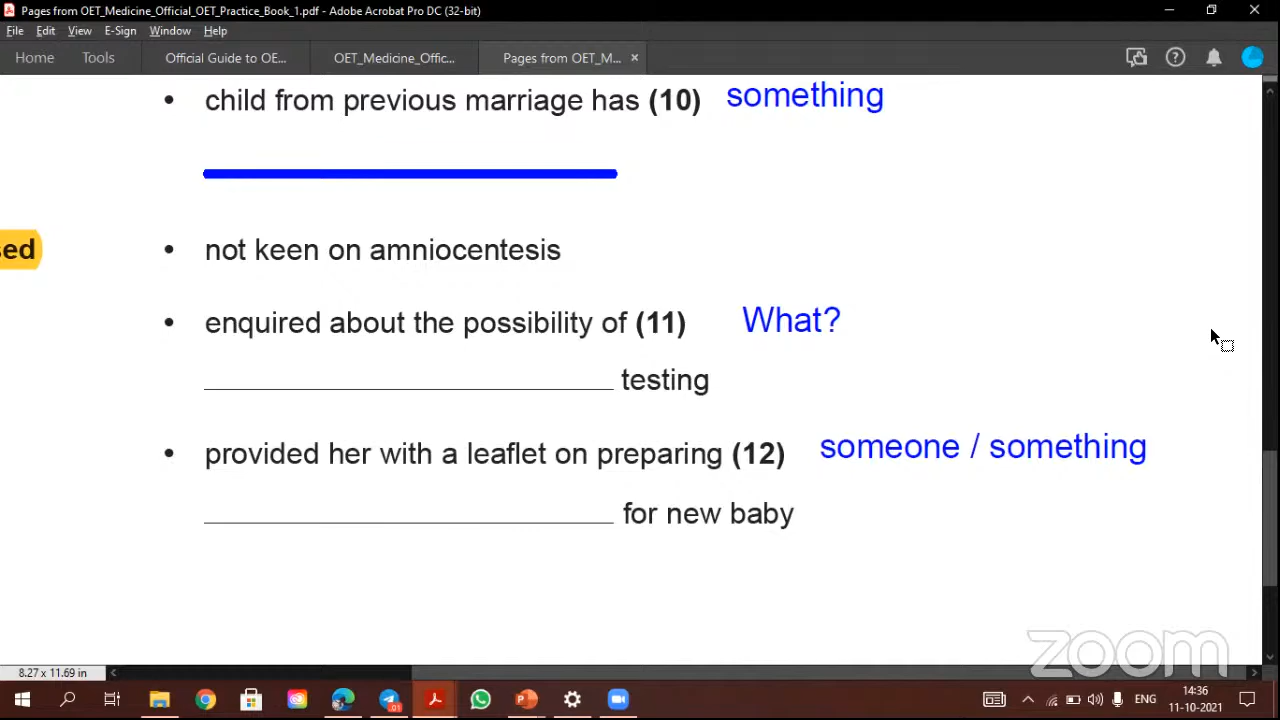 Pages from OET_Medicine_Official_OET_Practice_Book_1.pdf - Adobe Acrobat Pro DC (32-bit)
File Edit View E-Sign Window Help
Home Tools Official Guide to OE... OET_Medicine_Offic... Pages from OET_M... ×
• child from previous marriage has (10) something
sed • not keen on amniocentesis
• enquired about the possibility of (11) What?
testing
• provided her with a leaflet on preparing (12) someone / something
for new baby
zoom
8.27 x 11.69 in
ENG 14:36
11-10-2021